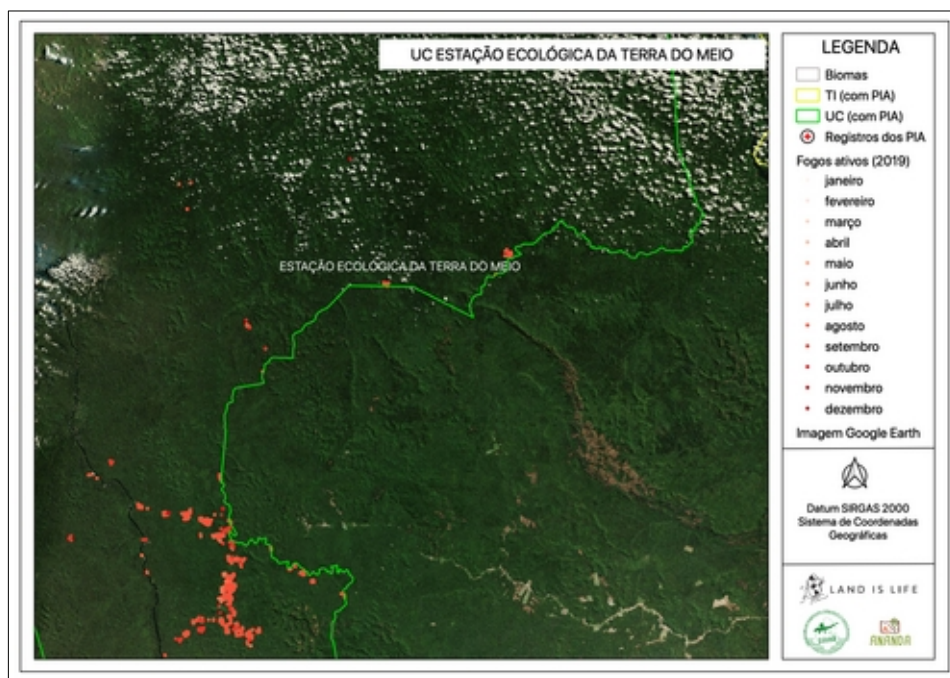 UC ESTAÇÃO ECOLÓGICA DA TERRA DO MEIO
ESTAÇÃO ECOLÓGICA DA TERRA DO MEIO
LEGENDA
Biomas
TI (com PIA)
UC (com PIA)
Registros dos PIA
Fogos ativos (2019)
janeiro
fevereiro
março
abril
maio
junho
julho
agosto
setembro
outubro
novembro
dezembro
Imagem Google Earth
Datum SIRGAS 2000
Sistema de Coordenadas
Geográficas
LAND IS LIFE
ANANDA